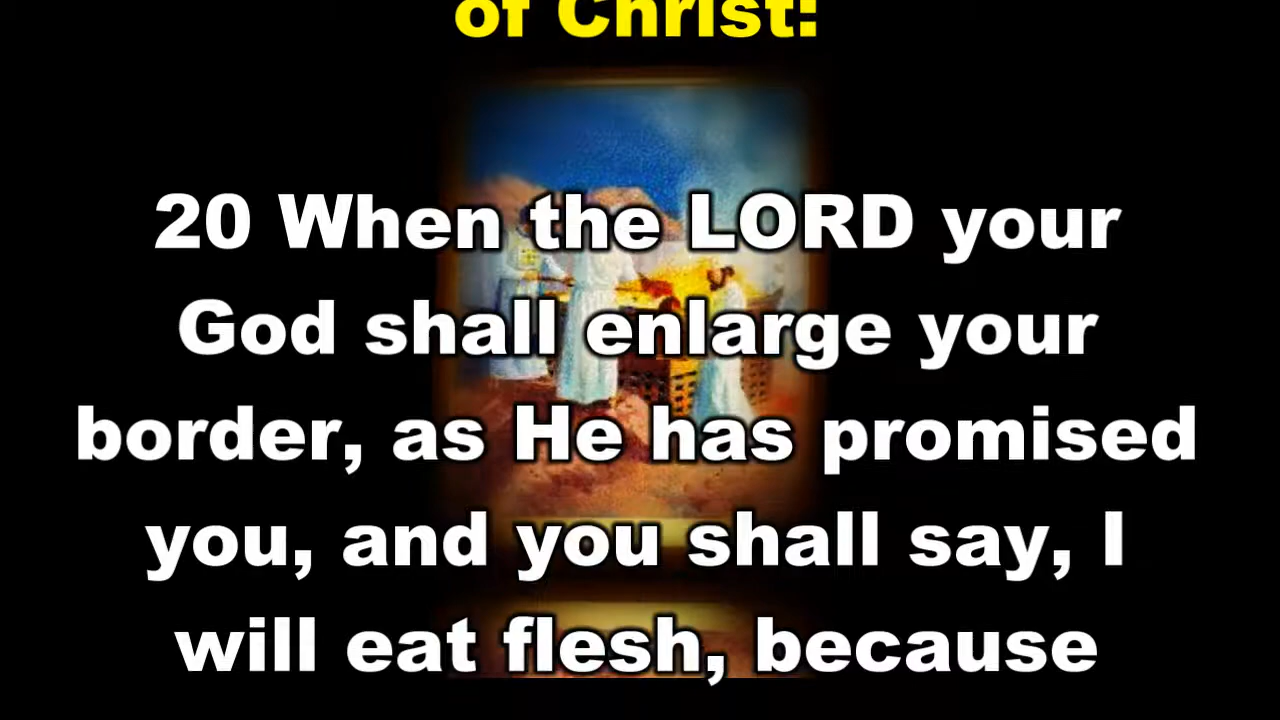 of Christ:
20 When the LORD your
God shall enlarge your
border, as He has promised
you, and you shall say, I
will eat flesh, because